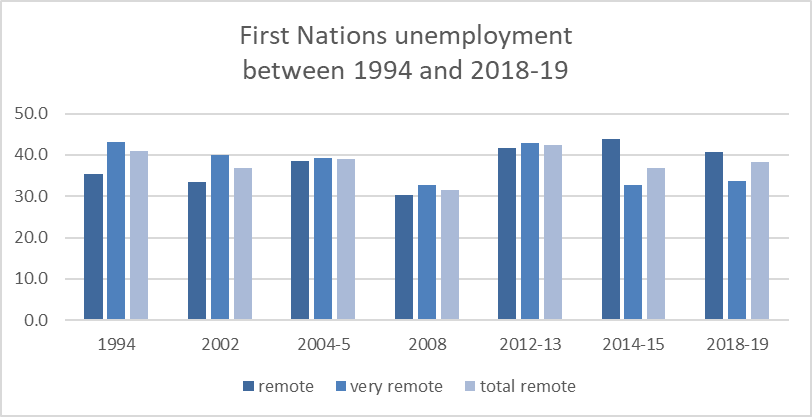 First Nations unemployment
between 1994 and 2018-19
50.0
40.0
30.0
20.0
10.0
0.0
1994 2002 2004-5 2008 2012-13 2014-15 2018-19
remote very remote total remote